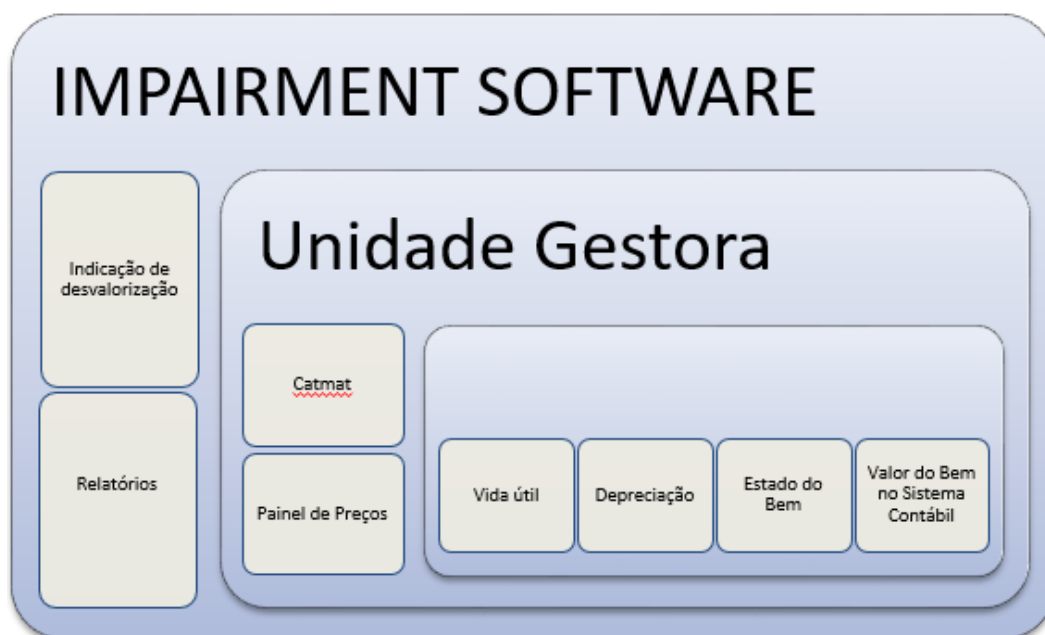 IMPAIRMENT SOFTWARE
Indicação de
desvalorização
Relatórios
Unidade Gestora
Catmat
Painel de Preços
Vida útil
Depreciação
Estado do
Bem
Valor do Bem
no Sistema
Contábil